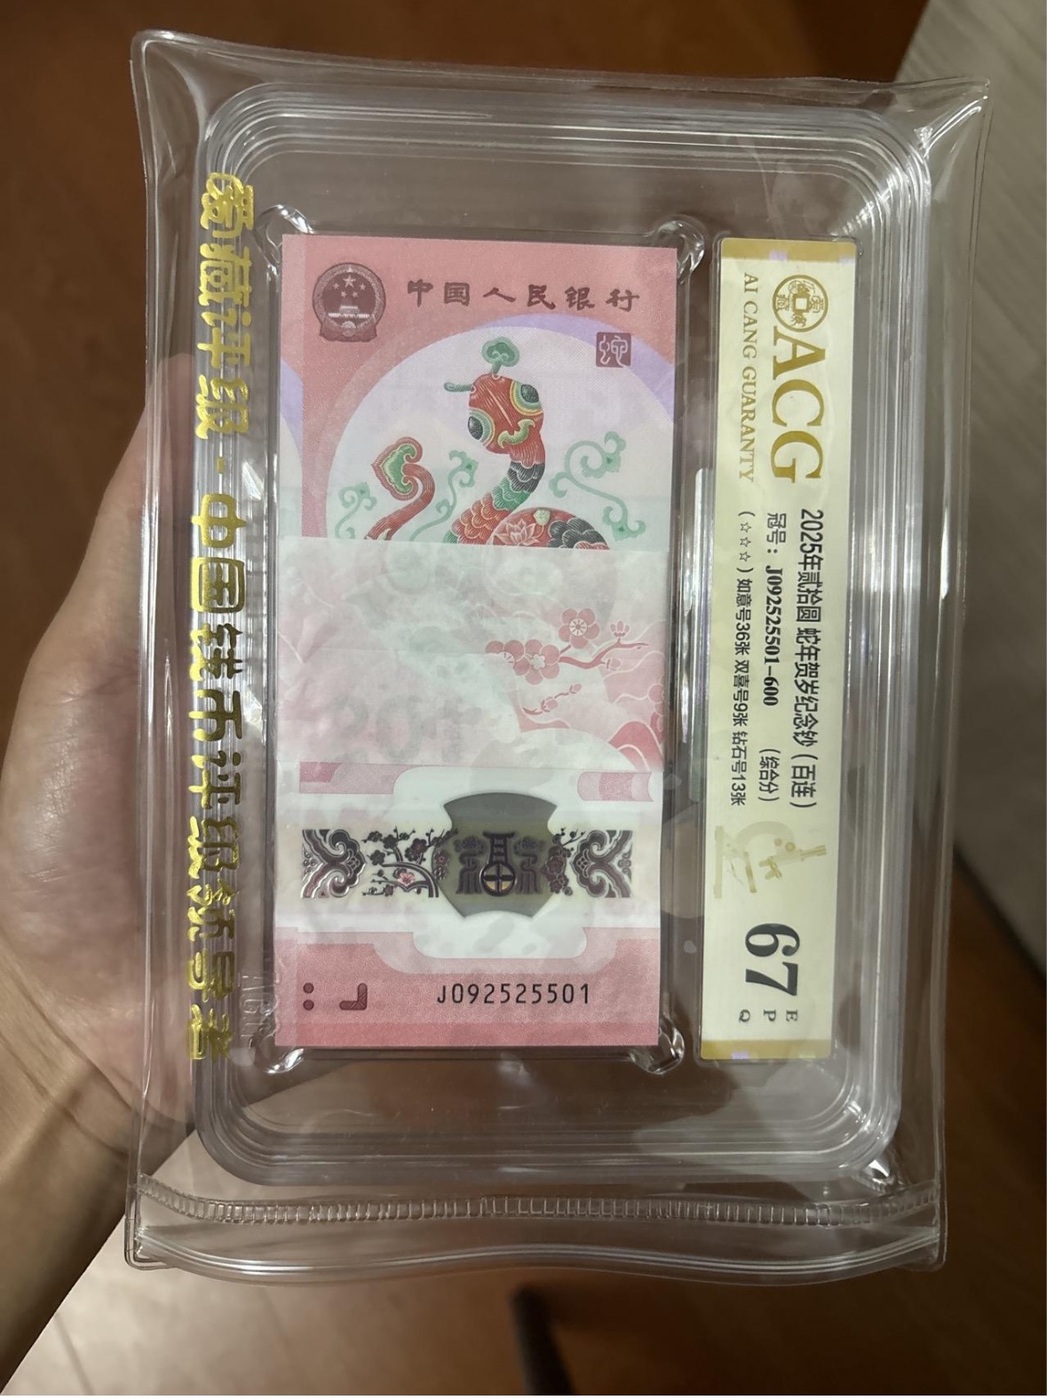 爱藏评级·中国钱币评级领导者
中国人民银行
蛇
J092525501
ACG
AI CANG GUARANTY
2025年贰拾圆 蛇年贺岁纪念钞（百连）
冠号：J092525501-600 （综合分）
（☆☆☆）如意号36张 双喜号9张 钻石号13张
67
EPQ